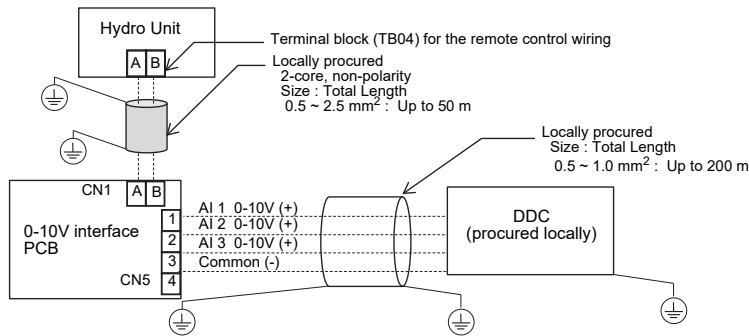 Hydro Unit
A B
Terminal block (TB04) for the remote control wiring
Locally procured
2-core, non-polarity
Size : Total Length
0.5 ~ 2.5 mm² : Up to 50 m
Locally procured
Size : Total Length
0.5 ~ 1.0 mm² : Up to 200 m
CN1
A B
0-10V interface
PCB
CN5
1
2
3
4
AI 1 0-10V (+)
AI 2 0-10V (+)
AI 3 0-10V (+)
Common (-)
DDC
(procured locally)